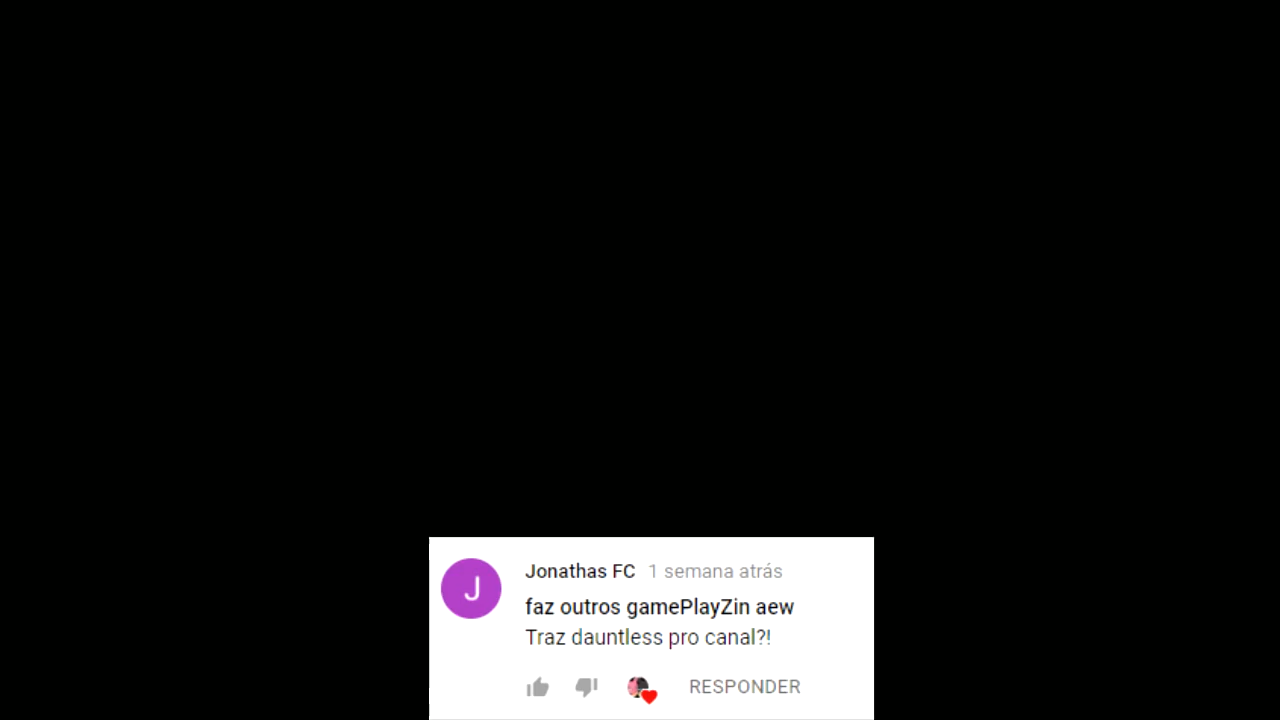 J
Jonathas FC 1 semana atrás
faz outros gamePlayZin aew
Traz dauntless pro canal?!
RESPONDER